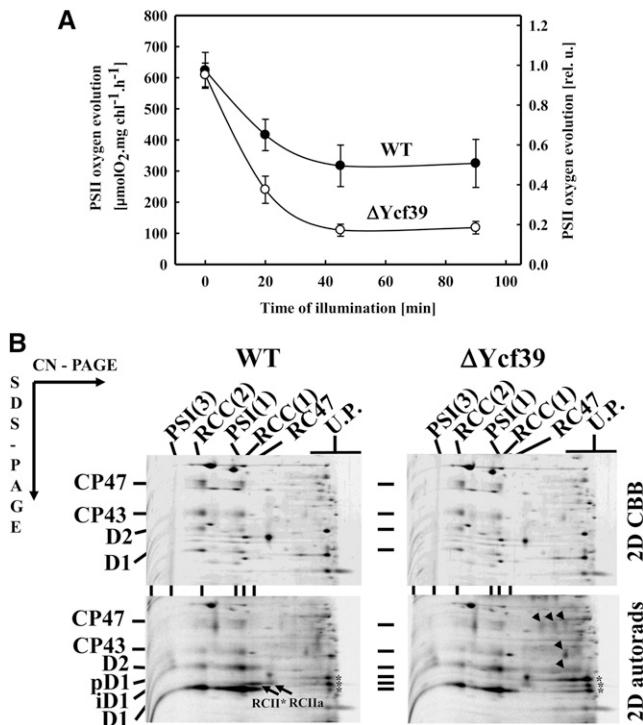 A
PSII oxygen evolution
[µmolO₂.mg chl⁻¹.h⁻¹]
800
700
600
500
400
300
200
100
0
WT
ΔYcf39
0 20 40 60 80 100
Time of illumination [min]
1.2
1.0
0.8
0.6
0.4
0.2
0.0
PSII oxygen evolution [rel. u.]
B
CN - PAGE
SDS-PAGE
WT
ΔYcf39
PSI(3) RCC(2) PSI(1) RCC(1) RC47 U.P.
PSI(3) RCC(2) PSI(1) RCC(1) RC47 U.P.
CP47
CP43
D2
D1
2D CBB
CP47
CP43
D2
pD1
iD1
D1
RCII* RCIIa
***
***
2D autorads